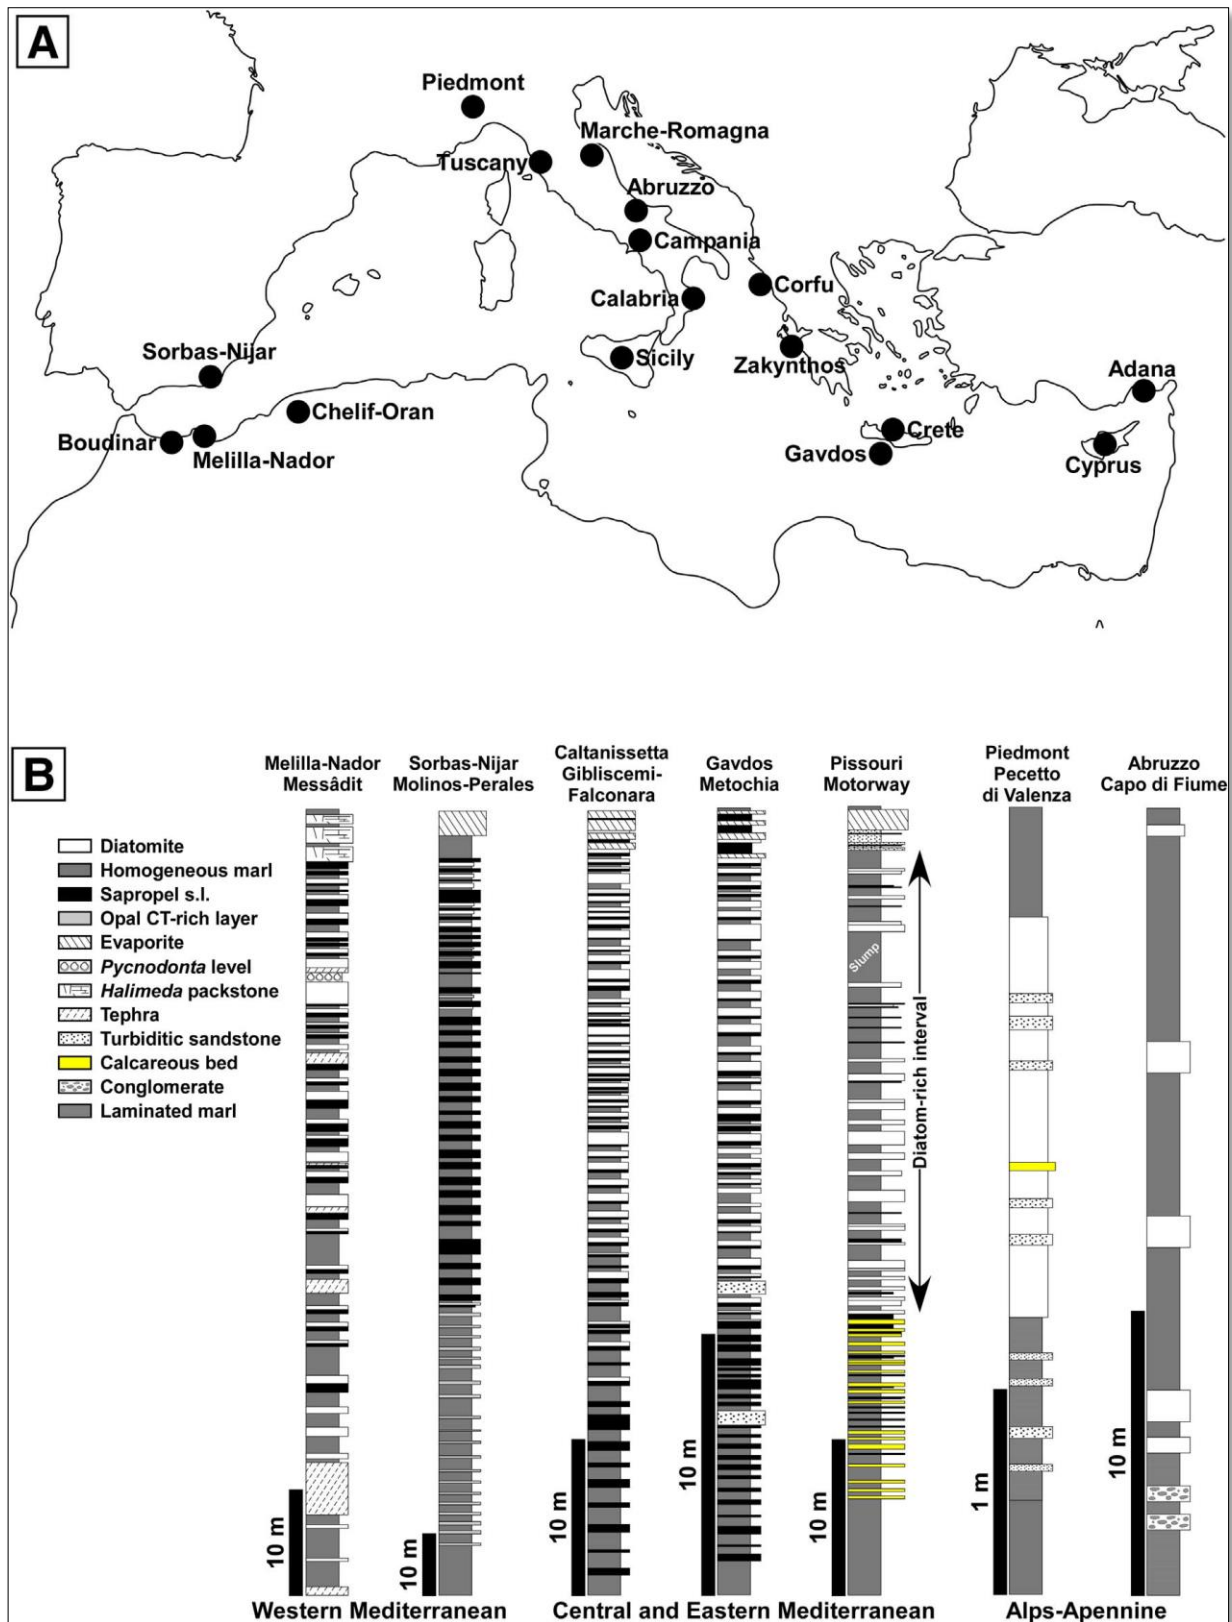 A
Piedmont
Marche-Romagna
Tuscany
Abruzzo
Campania
Corfu
Calabria
Sorbas-Nijar
Sicily
Zakynthos
Adana
Chelif-Oran
Boudinar
Melilla-Nador
Crete
Gavdos
Cyprus
B
Melilla-Nador
Messâdit
Sorbas-Nijar
Molinos-Perales
Caltanissetta
Gibliscemi-
Falconara
Gavdos
Metochia
Pissouri
Motorway
Piedmont
Pecetto
di Valenza
Abruzzo
Capo di Fiume
Diatomite
Homogeneous marl
Sapropel s.l.
Opal CT-rich layer
Evaporite
Pycnodonta level
Halimeda packstone
Tephra
Turbiditic sandstone
Calcareous bed
Conglomerate
Laminated marl
Slump
Diatom-rich interval
10 m
10 m
10 m
10 m
10 m
1 m
10 m
Western Mediterranean
Central and Eastern Mediterranean
Alps-Apennine